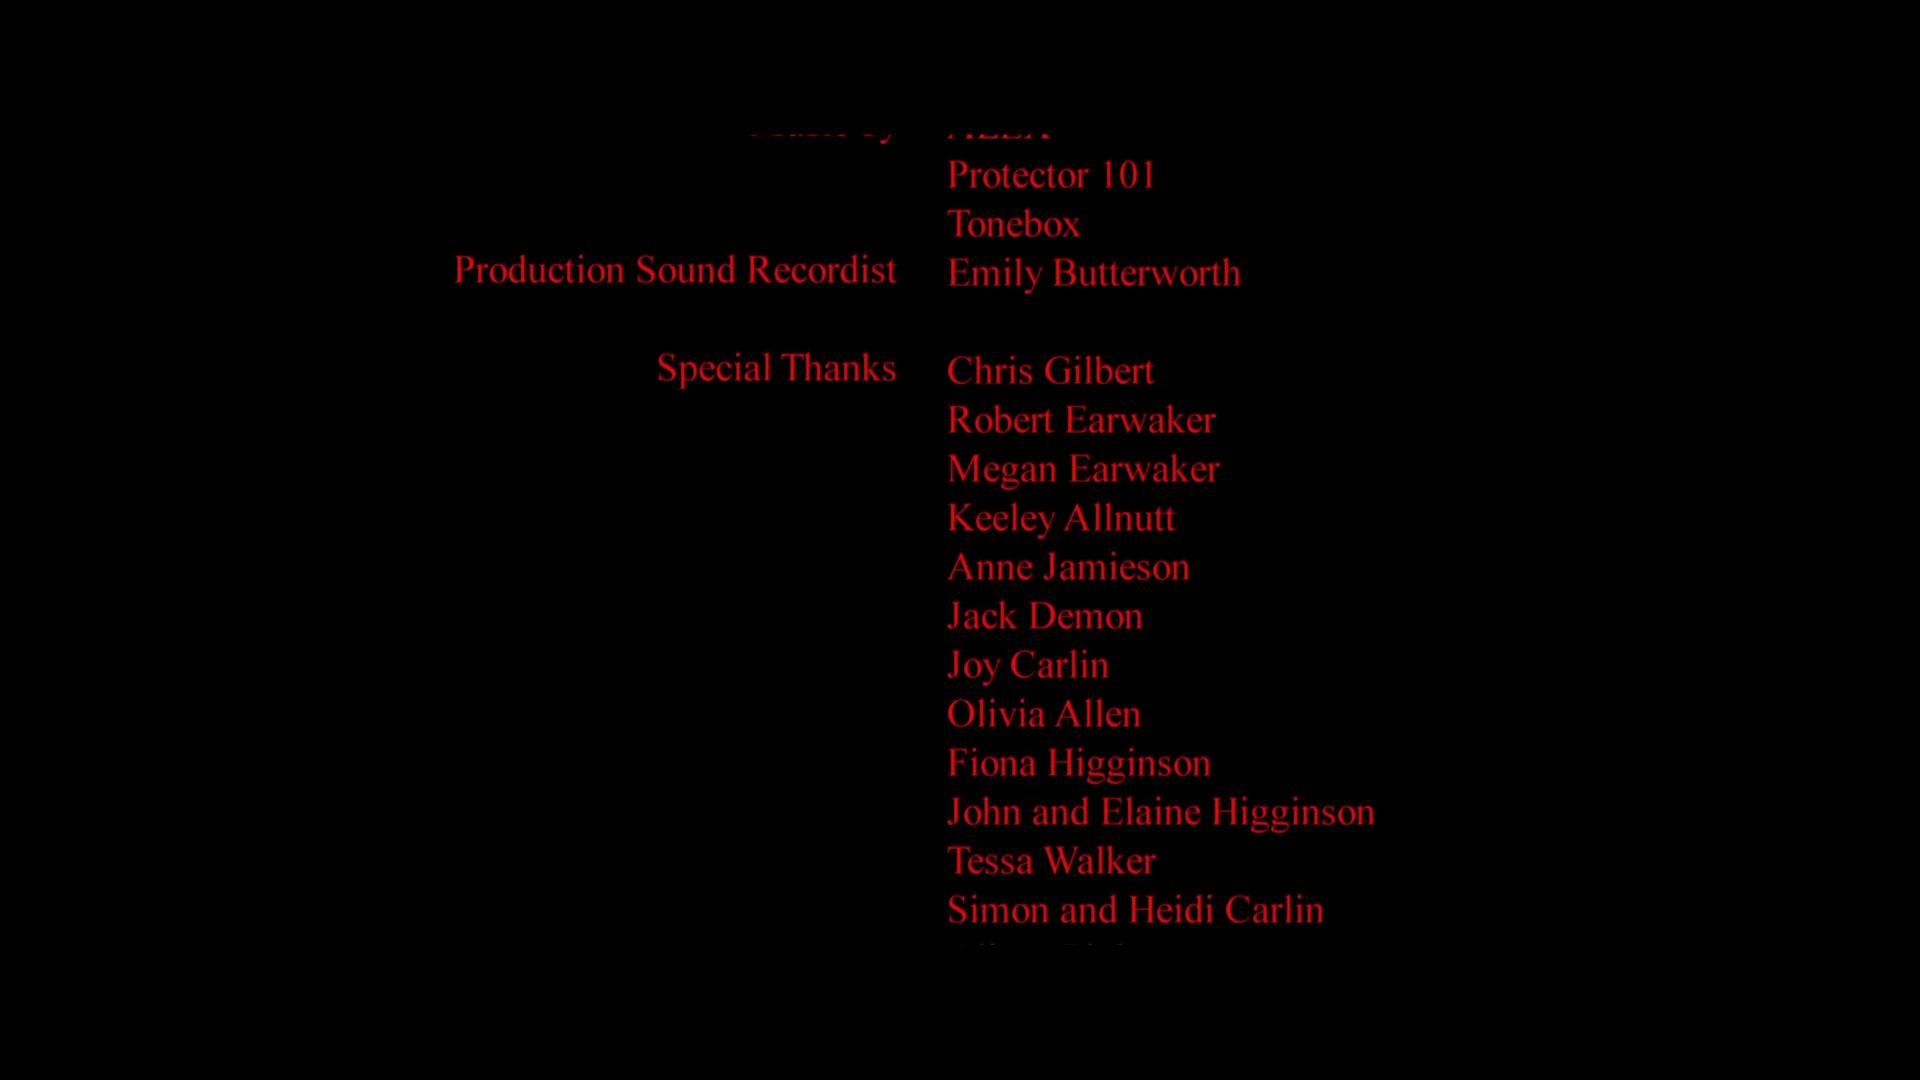 Protector 101
Tonebox
Production Sound Recordist Emily Butterworth
Special Thanks Chris Gilbert
Robert Earwaker
Megan Earwaker
Keeley Allnutt
Anne Jamieson
Jack Demon
Joy Carlin
Olivia Allen
Fiona Higginson
John and Elaine Higginson
Tessa Walker
Simon and Heidi Carlin